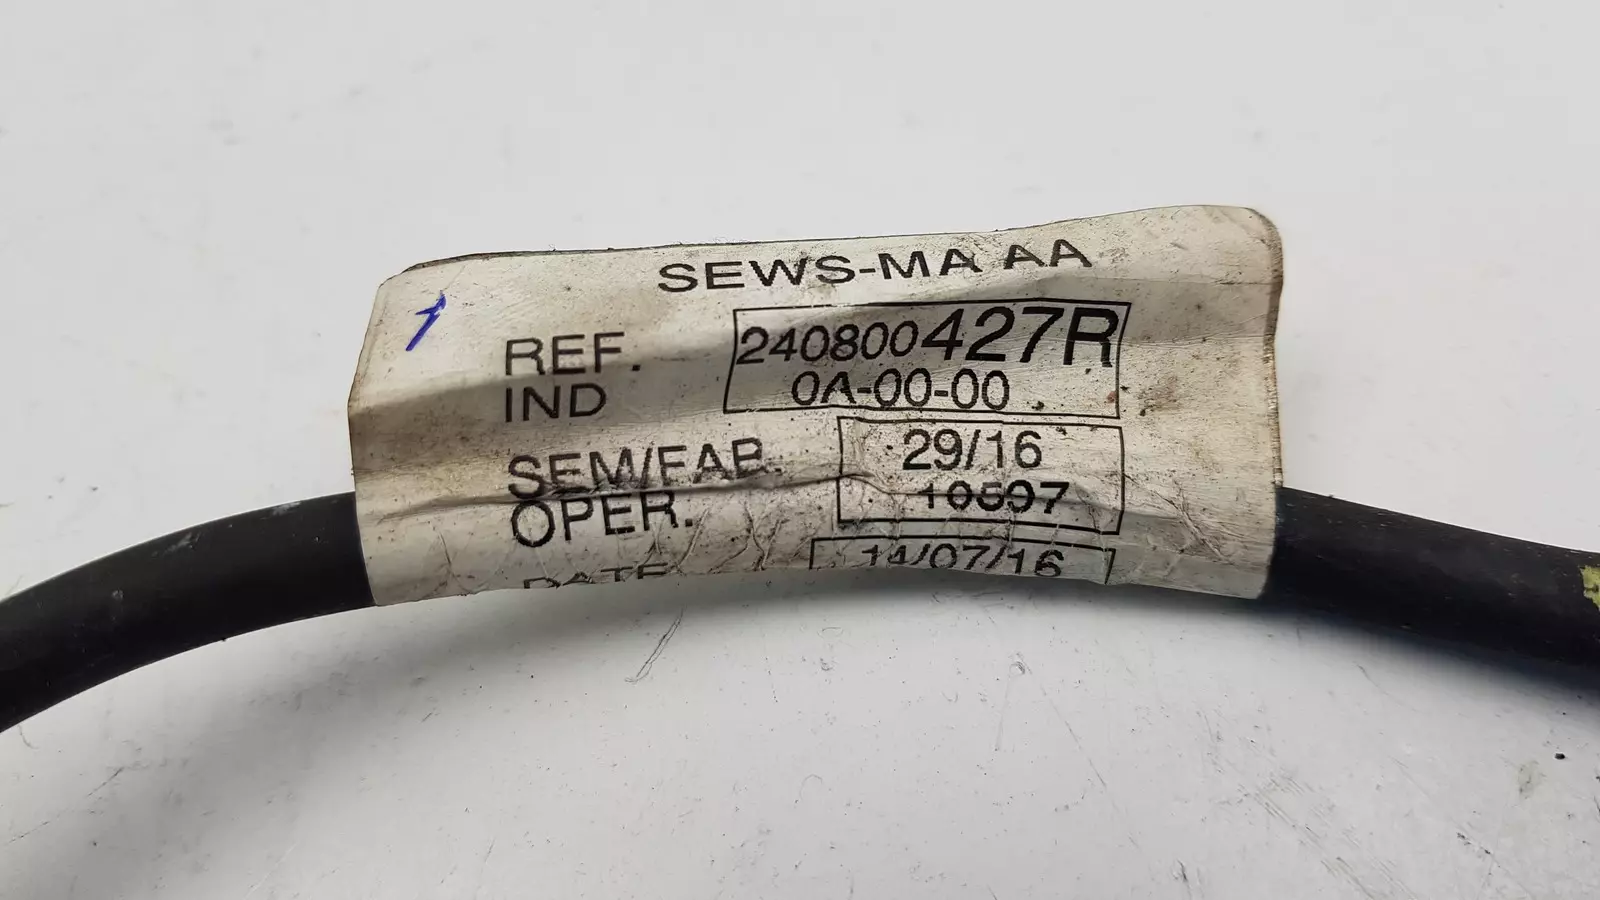 SEWS-MA AA
1
REF. 240800427R
IND 0A-00-00
SEM/FAB. 29/16
OPER. 10597
DATE 14/07/16